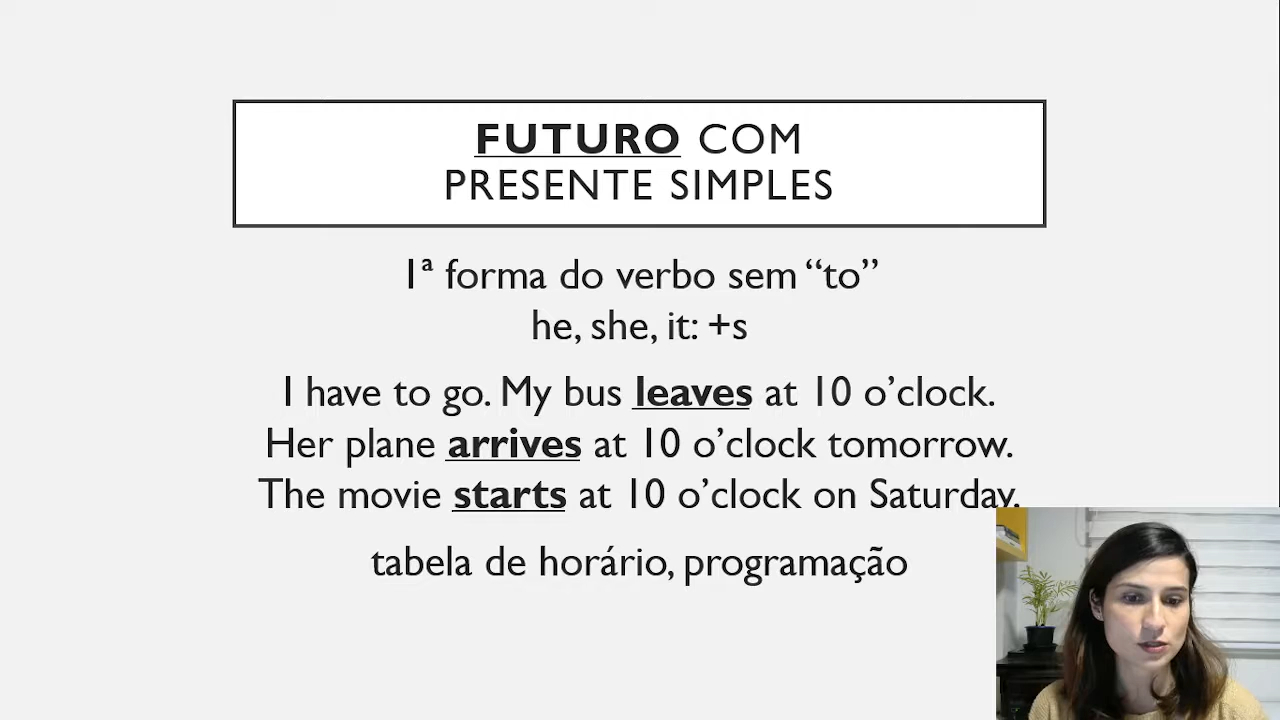 FUTURO COM
PRESENTE SIMPLES
1ª forma do verbo sem “to”
he, she, it: +s
I have to go. My bus leaves at 10 o’clock.
Her plane arrives at 10 o’clock tomorrow.
The movie starts at 10 o’clock on Saturday.
tabela de horário, programação